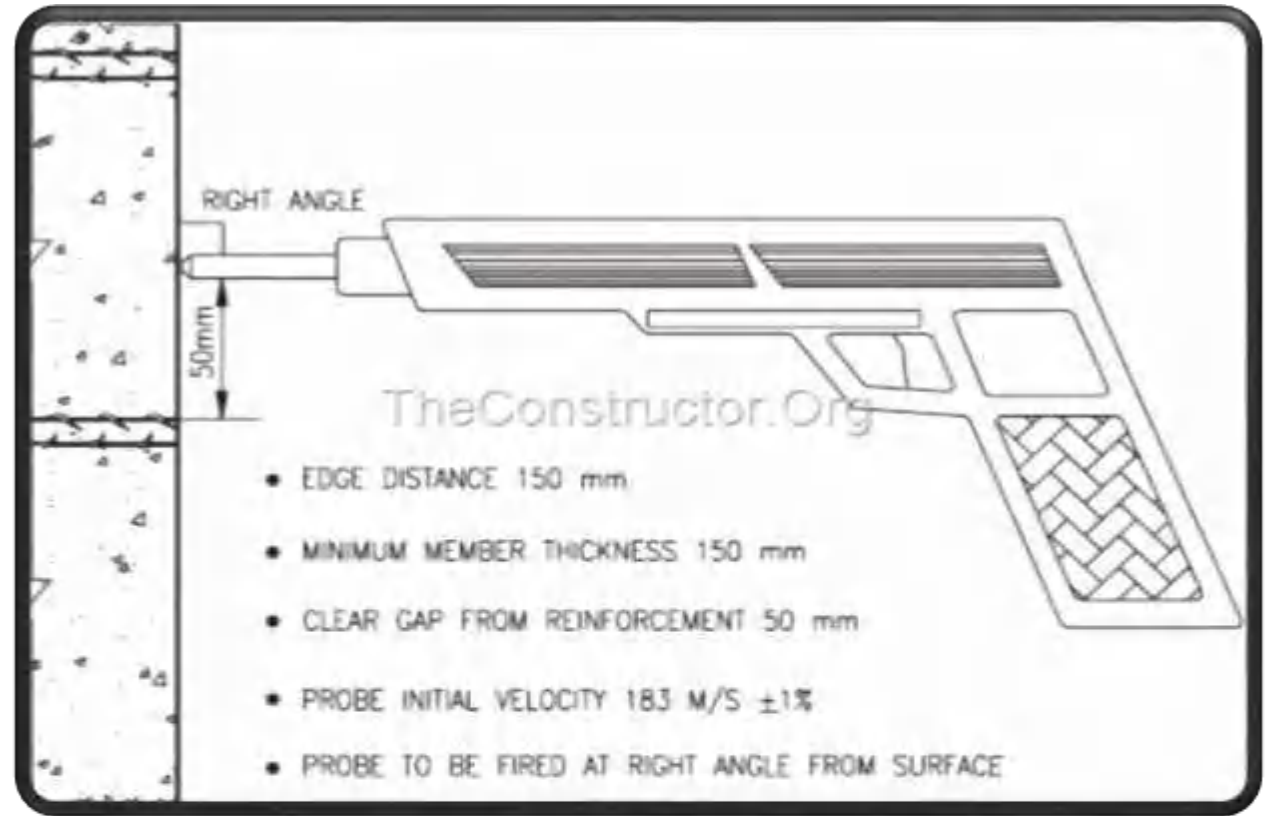 RIGHT ANGLE
50mm
TheConstructor.Org
• EDGE DISTANCE 150 mm
• MINIMUM MEMBER THICKNESS 150 mm
• CLEAR GAP FROM REINFORCEMENT 50 mm
• PROBE INITIAL VELOCITY 183 M/S ±1%
• PROBE TO BE FIRED AT RIGHT ANGLE FROM SURFACE